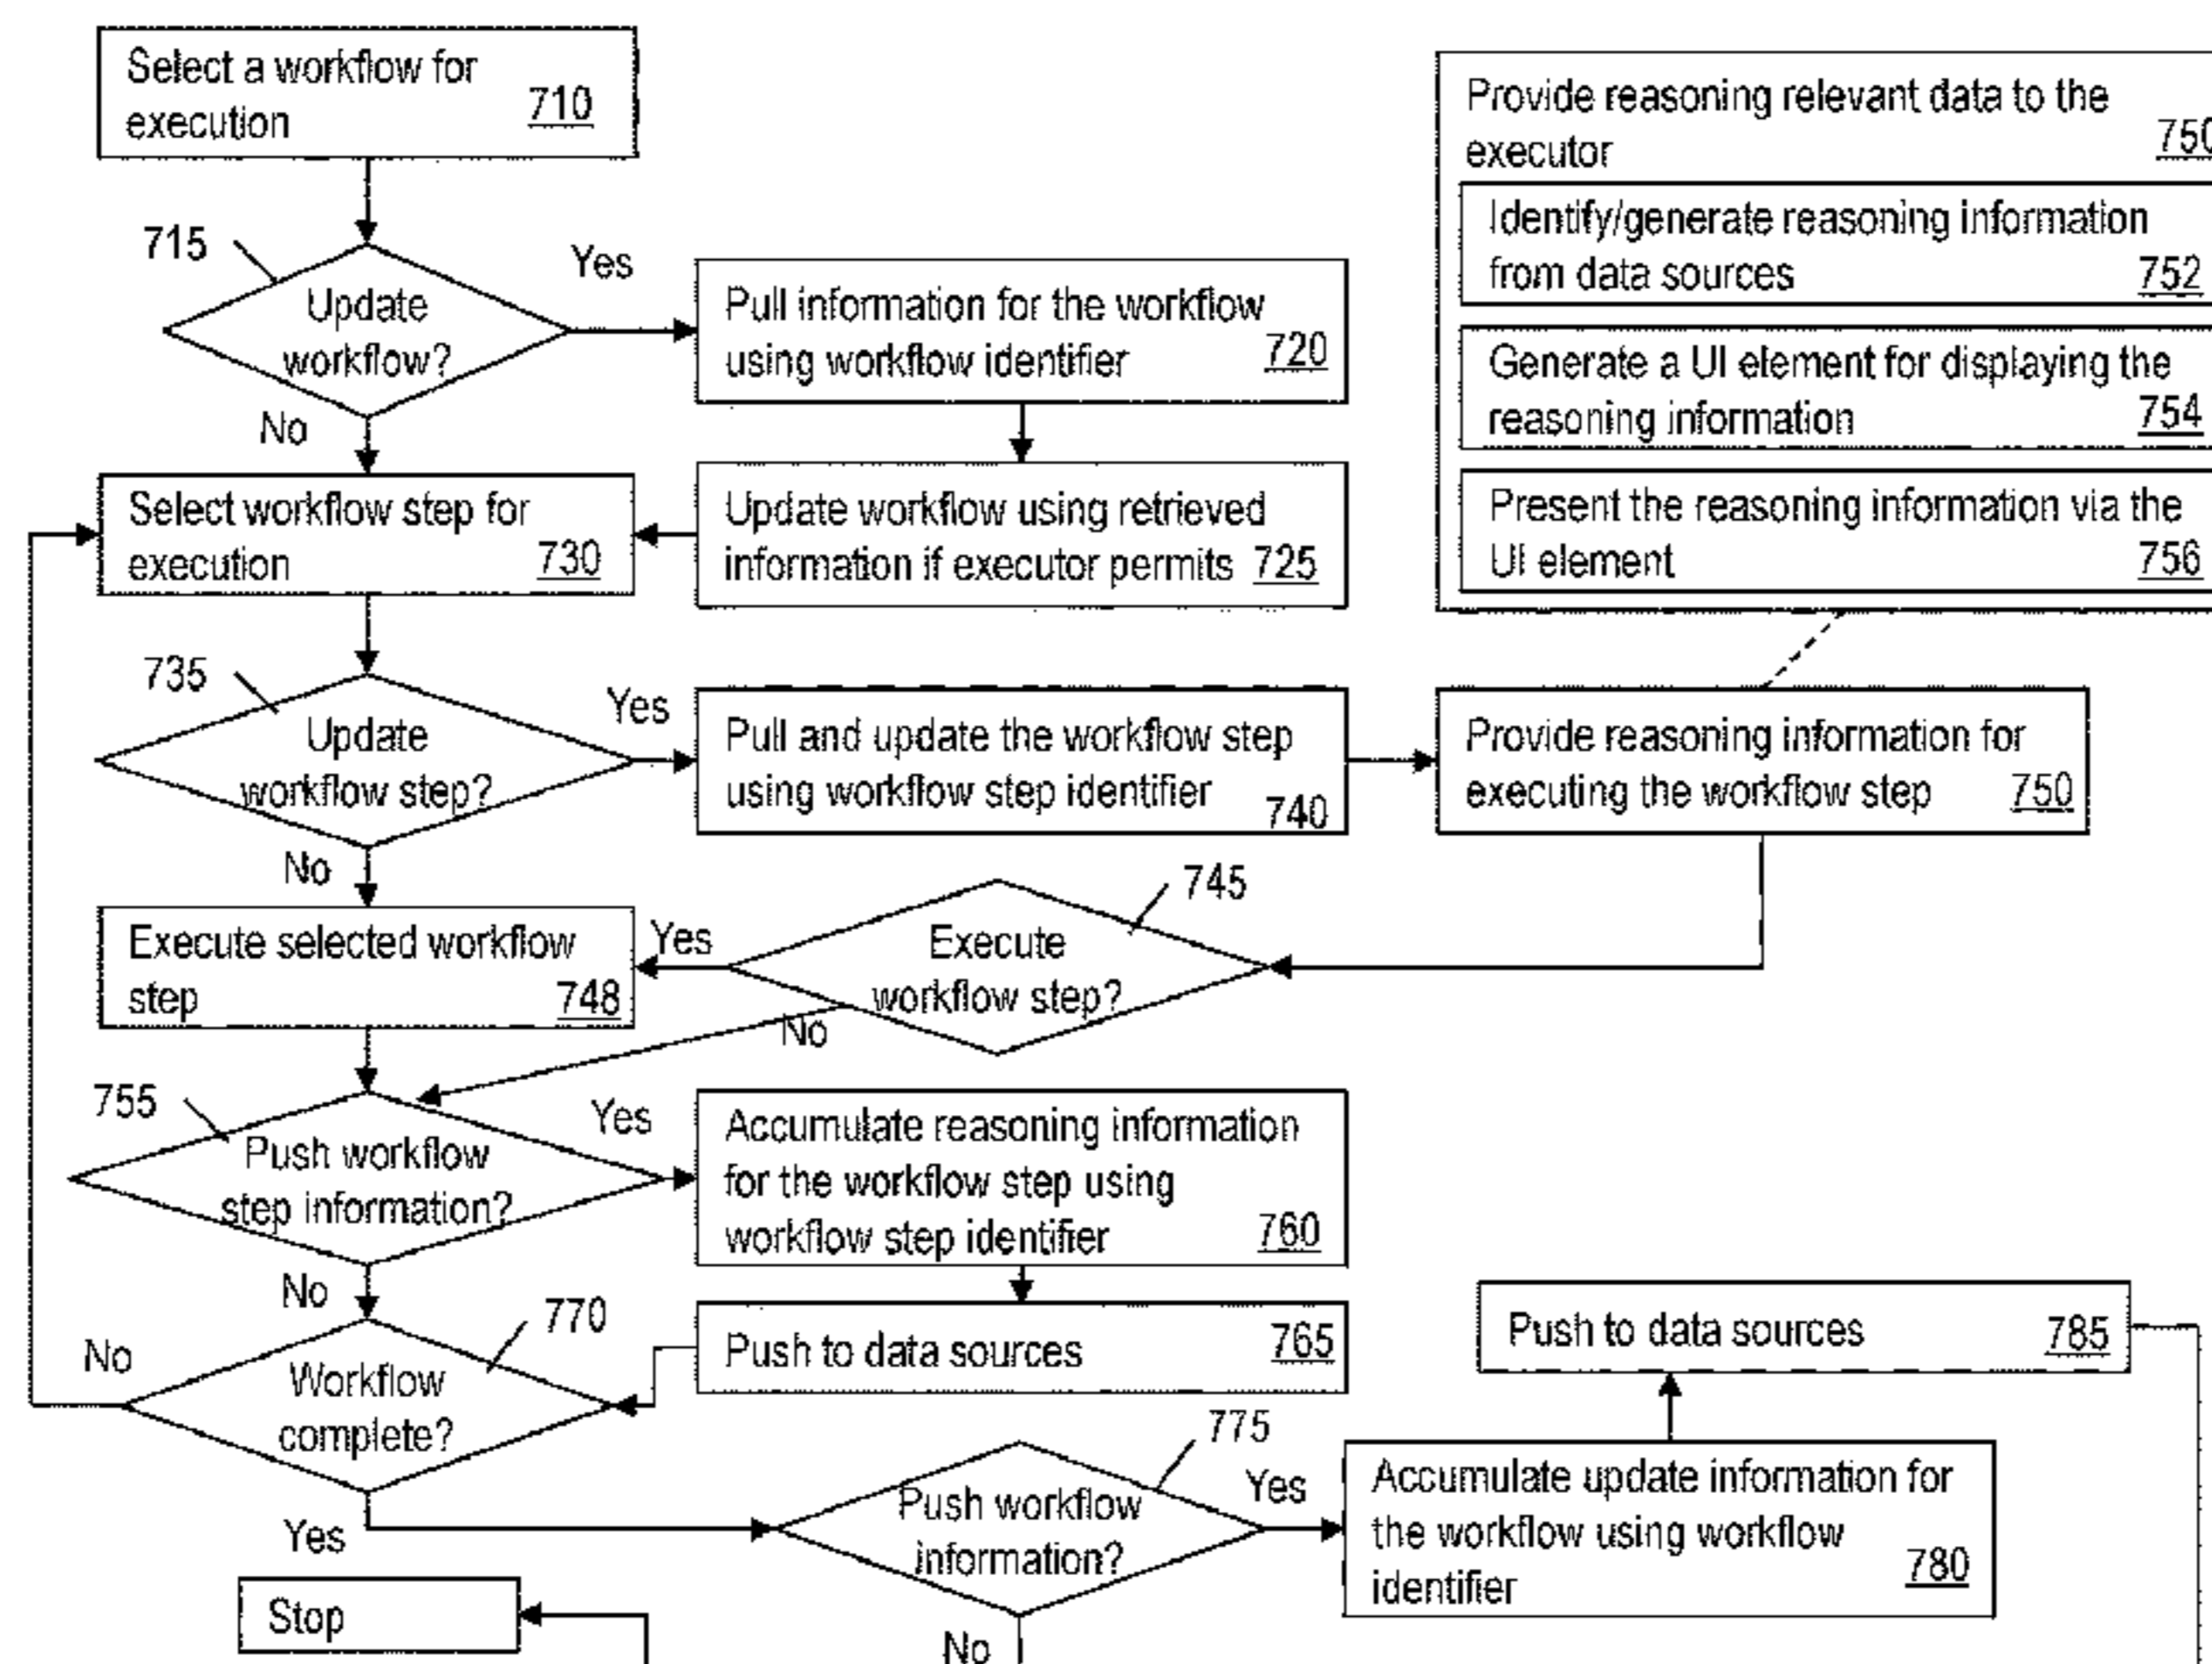 Select a workflow for
execution 710
715
Update
workflow?
Yes
No
Pull information for the workflow
using workflow identifier 720
Update workflow using retrieved
information if executor permits 725
Select workflow step for
execution 730
Provide reasoning relevant data to the
executor 750
Identify/generate reasoning information
from data sources 752
Generate a UI element for displaying the
reasoning information 754
Present the reasoning information via the
UI element 756
735
Update
workflow step?
Yes
No
Pull and update the workflow step
using workflow step identifier
740
Provide reasoning information for
executing the workflow step 750
745
Execute
workflow step?
Yes
No
Execute selected workflow
step 748
755
Push workflow
step information?
Yes
No
Accumulate reasoning information
for the workflow step using
workflow step identifier 760
Push to data sources 765
770
Workflow
complete?
No
Yes
775
Push workflow
information?
Yes
No
Accumulate update information for
the workflow using workflow
identifier 780
Push to data sources 785
Stop